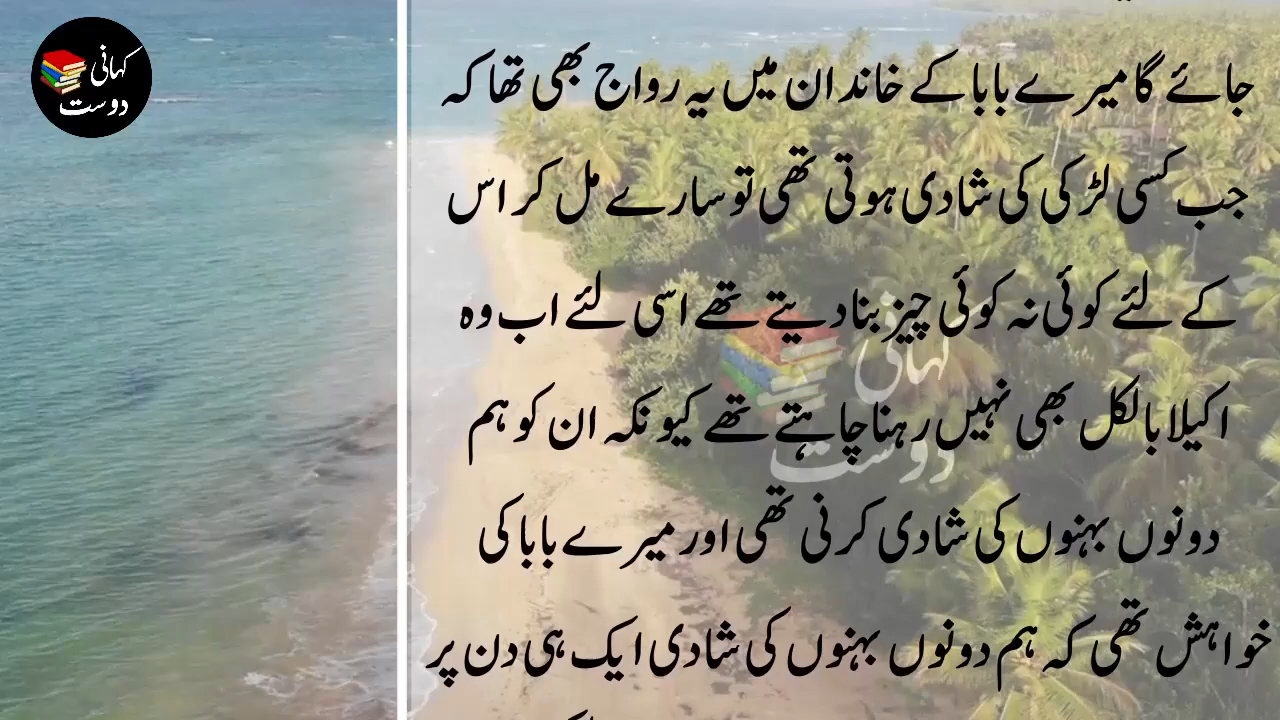 کہانی
دوست
جائے گا میرے بابا کے خاندان میں یہ رواج بھی تھا کہ
جب کسی لڑکی کی شادی ہوتی تھی تو سارے مل کر اس
کے لئے کوئی نہ کوئی چیز بنا دیتے تھے اسی لئے اب وہ
اکیلا بالکل بھی نہیں رہنا چاہتے تھے کیونکہ ان کو ہم
دونوں بہنوں کی شادی کرنی تھی اور میرے بابا کی
خواہش تھی کہ ہم دونوں بہنوں کی شادی ایک ہی دن پر
کہانی
دوست